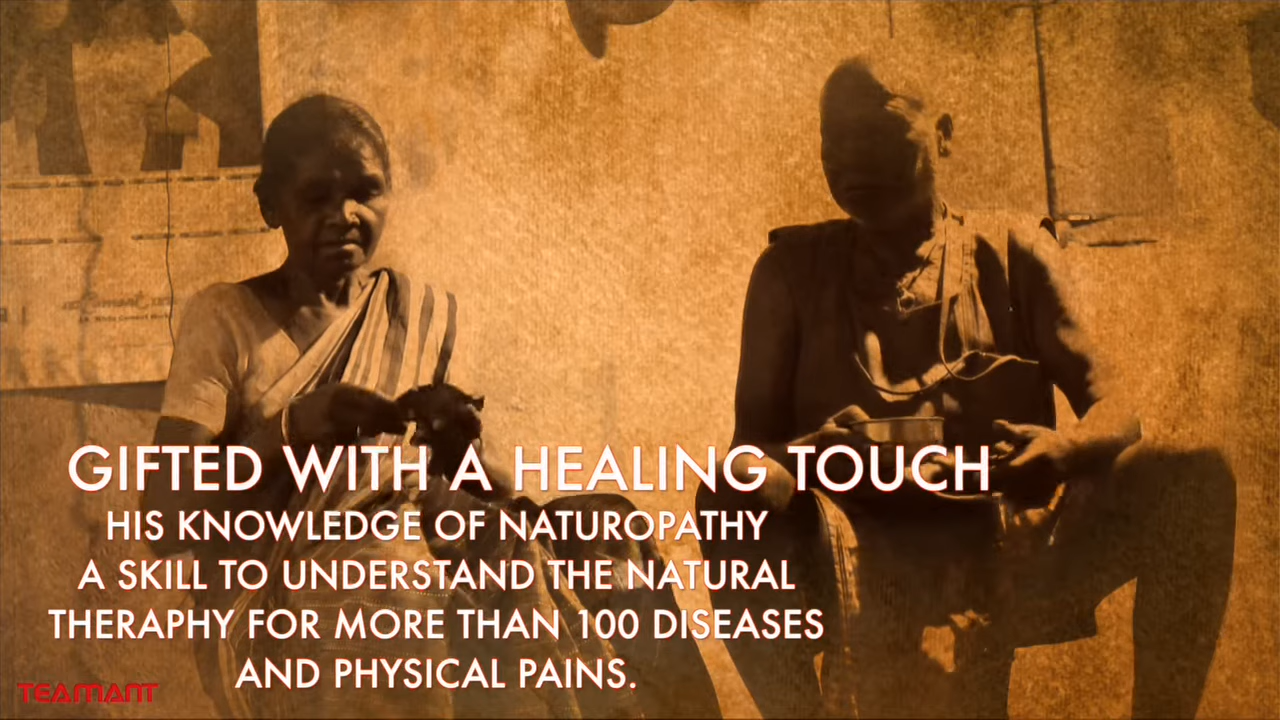 GIFTED WITH A HEALING TOUCH
HIS KNOWLEDGE OF NATUROPATHY
A SKILL TO UNDERSTAND THE NATURAL
THERAPHY FOR MORE THAN 100 DISEASES
AND PHYSICAL PAINS.
TEAMANT